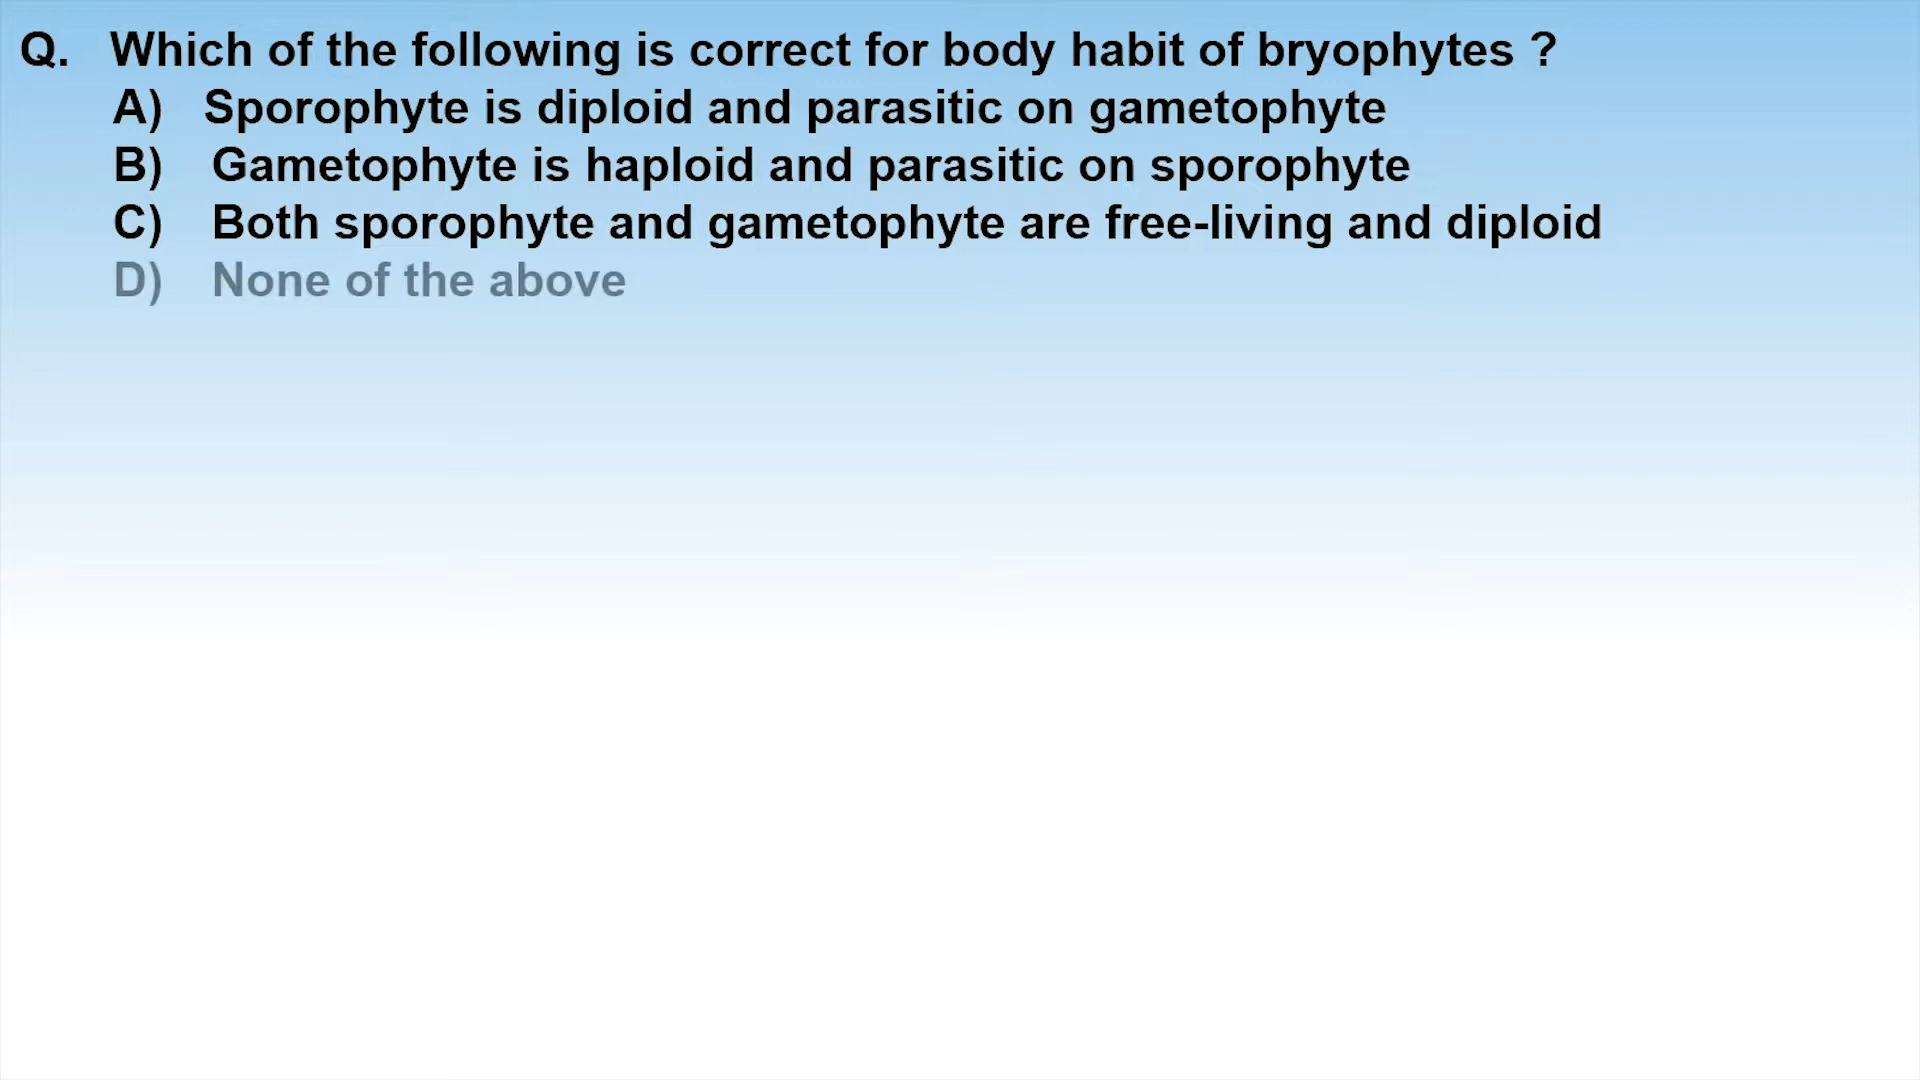 Q. Which of the following is correct for body habit of bryophytes ?
A) Sporophyte is diploid and parasitic on gametophyte
B) Gametophyte is haploid and parasitic on sporophyte
C) Both sporophyte and gametophyte are free-living and diploid
D) None of the above